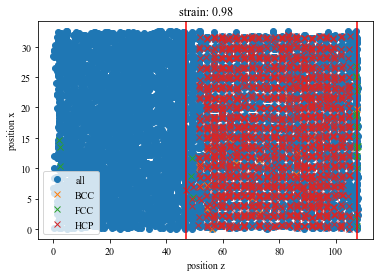 strain: 0.98
position x
30
25
20
15
10
5
0
all
BCC
FCC
HCP
0 20 40 60 80 100
position z